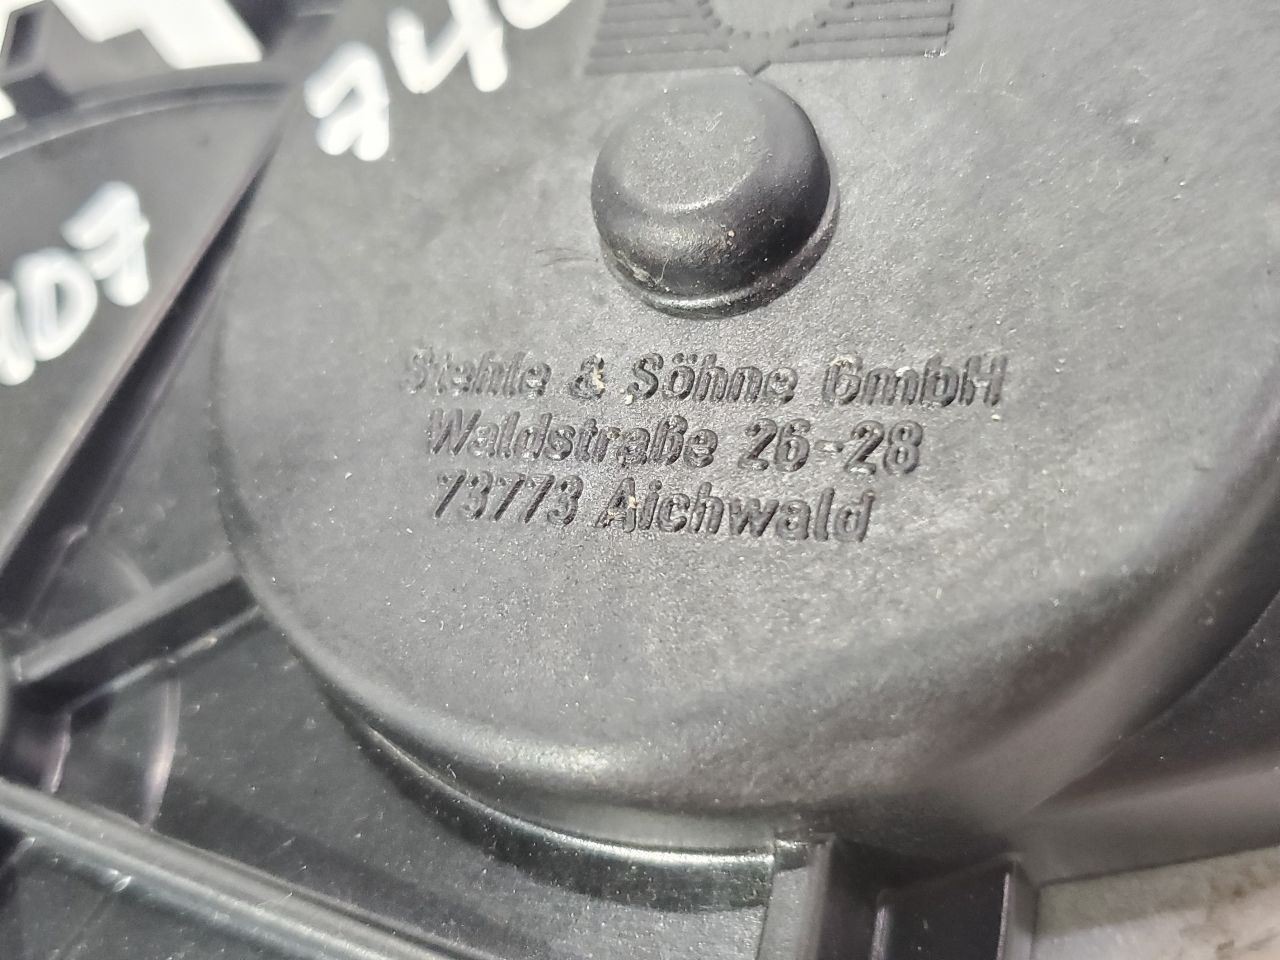 Stehle & Söhne GmbH
Waldstraße 26-28
73773 Aichwald